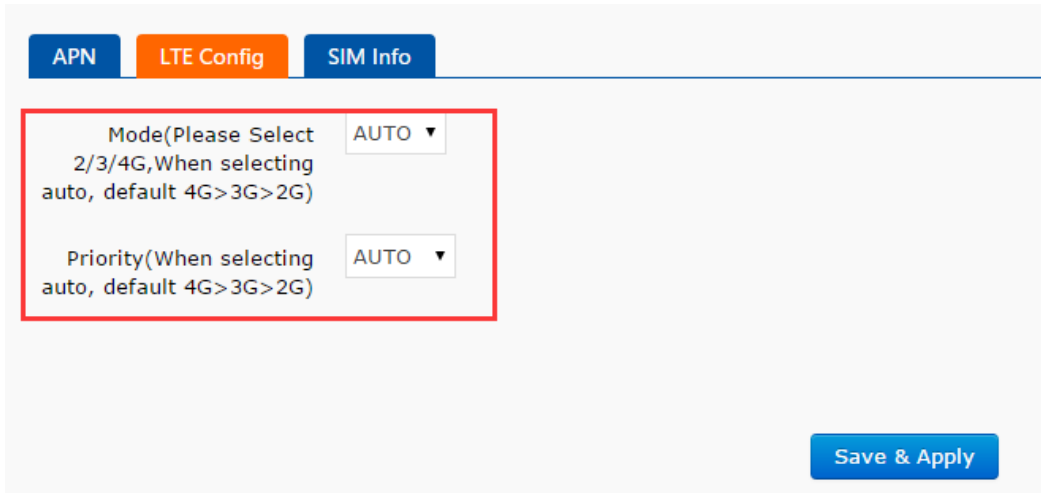 APN LTE Config SIM Info
Mode(Please Select AUTO
2/3/4G,When selecting
auto, default 4G>3G>2G)
Priority(When selecting AUTO
auto, default 4G>3G>2G)
Save & Apply